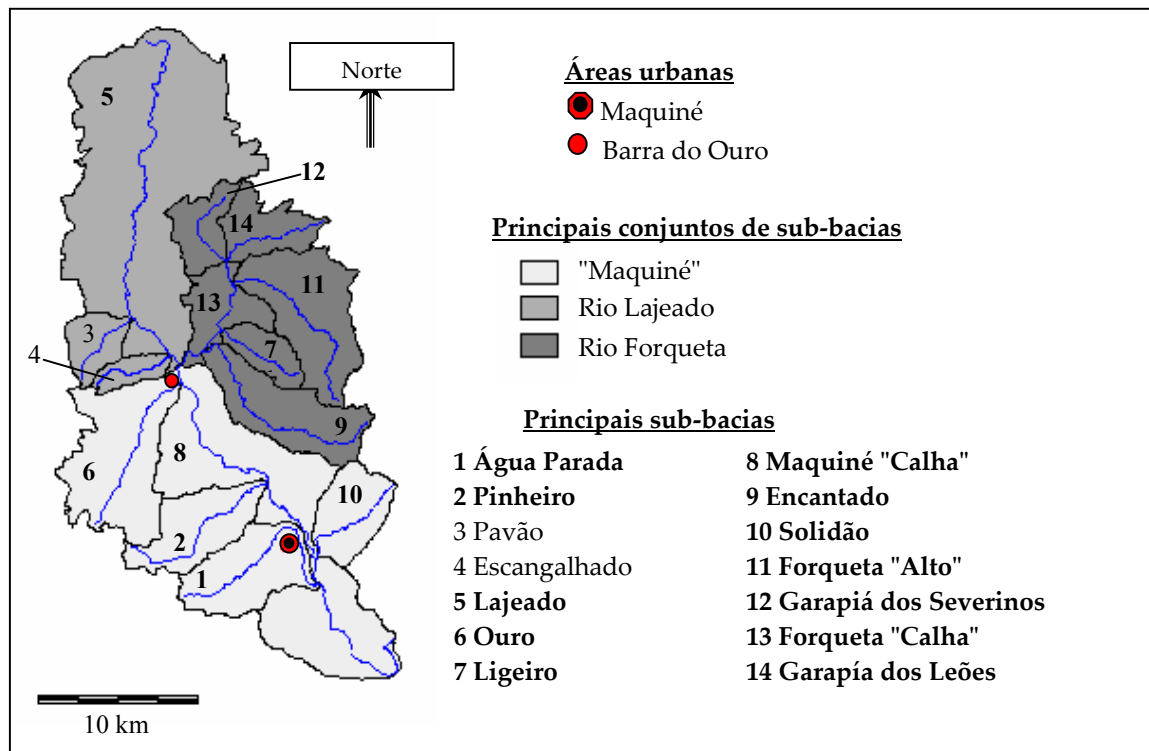 Norte
Áreas urbanas
Maquiné
Barra do Ouro
5
12
14
Principais conjuntos de sub-bacias
"Maquiné"
Rio Lajeado
Rio Forqueta
11
13
3
7
4
9
8
6
10
2
1
Principais sub-bacias
1 Água Parada
2 Pinheiro
3 Pavão
4 Escangalhado
5 Lajeado
6 Ouro
7 Ligeiro
8 Maquiné "Calha"
9 Encantado
10 Solidão
11 Forqueta "Alto"
12 Garapiá dos Severinos
13 Forqueta "Calha"
14 Garapía dos Leões
10 km